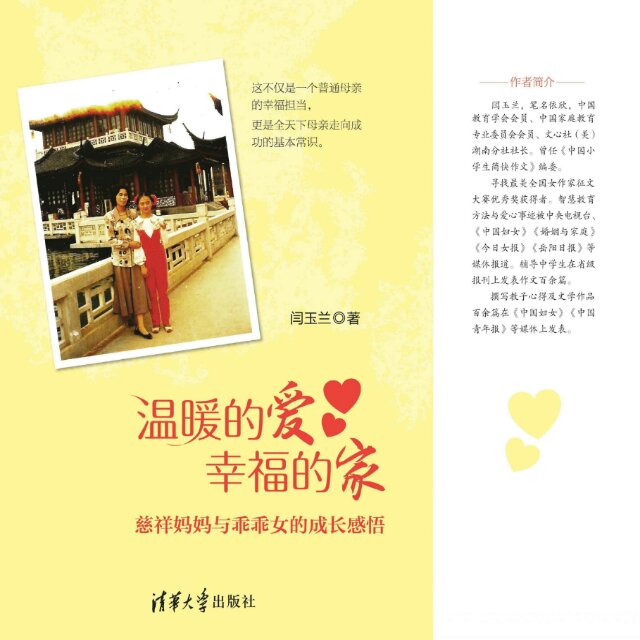 这不仅是一个普通母亲
的幸福担当，
更是全天下母亲走向成
功的基本常识。
闫玉兰◎著
温暖的爱
幸福的家
慈祥妈妈与乖乖女的成长感悟
清华大学出版社
作者简介
闫玉兰，笔名依欣，中国
教育学会会员、中国家庭教育
专业委员会会员、文心社（美）
湖南分社社长。曾任《中国小
学生简快作文》编委。
寻找最美全国女作家征文
大赛优秀奖获得者。智慧教育
方法与爱心事迹被中央电视台、
《中国妇女》《婚姻与家庭》
《今日女报》《岳阳日报》等
媒体报道。辅导中学生在省级
报刊上发表作文百余篇。
撰写教子心得及文学作品
百余篇在《中国妇女》《中国
青年报》等媒体上发表。